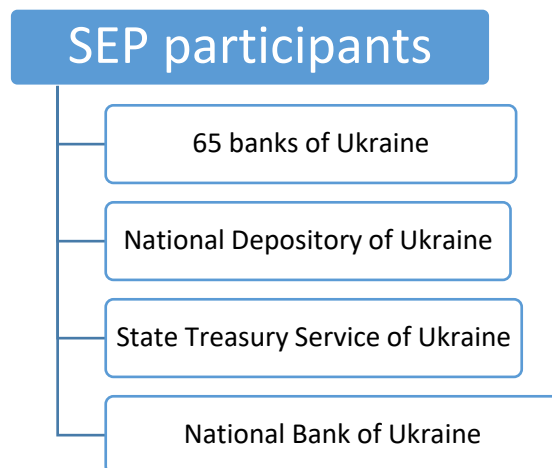 SEP participants
65 banks of Ukraine
National Depository of Ukraine
State Treasury Service of Ukraine
National Bank of Ukraine